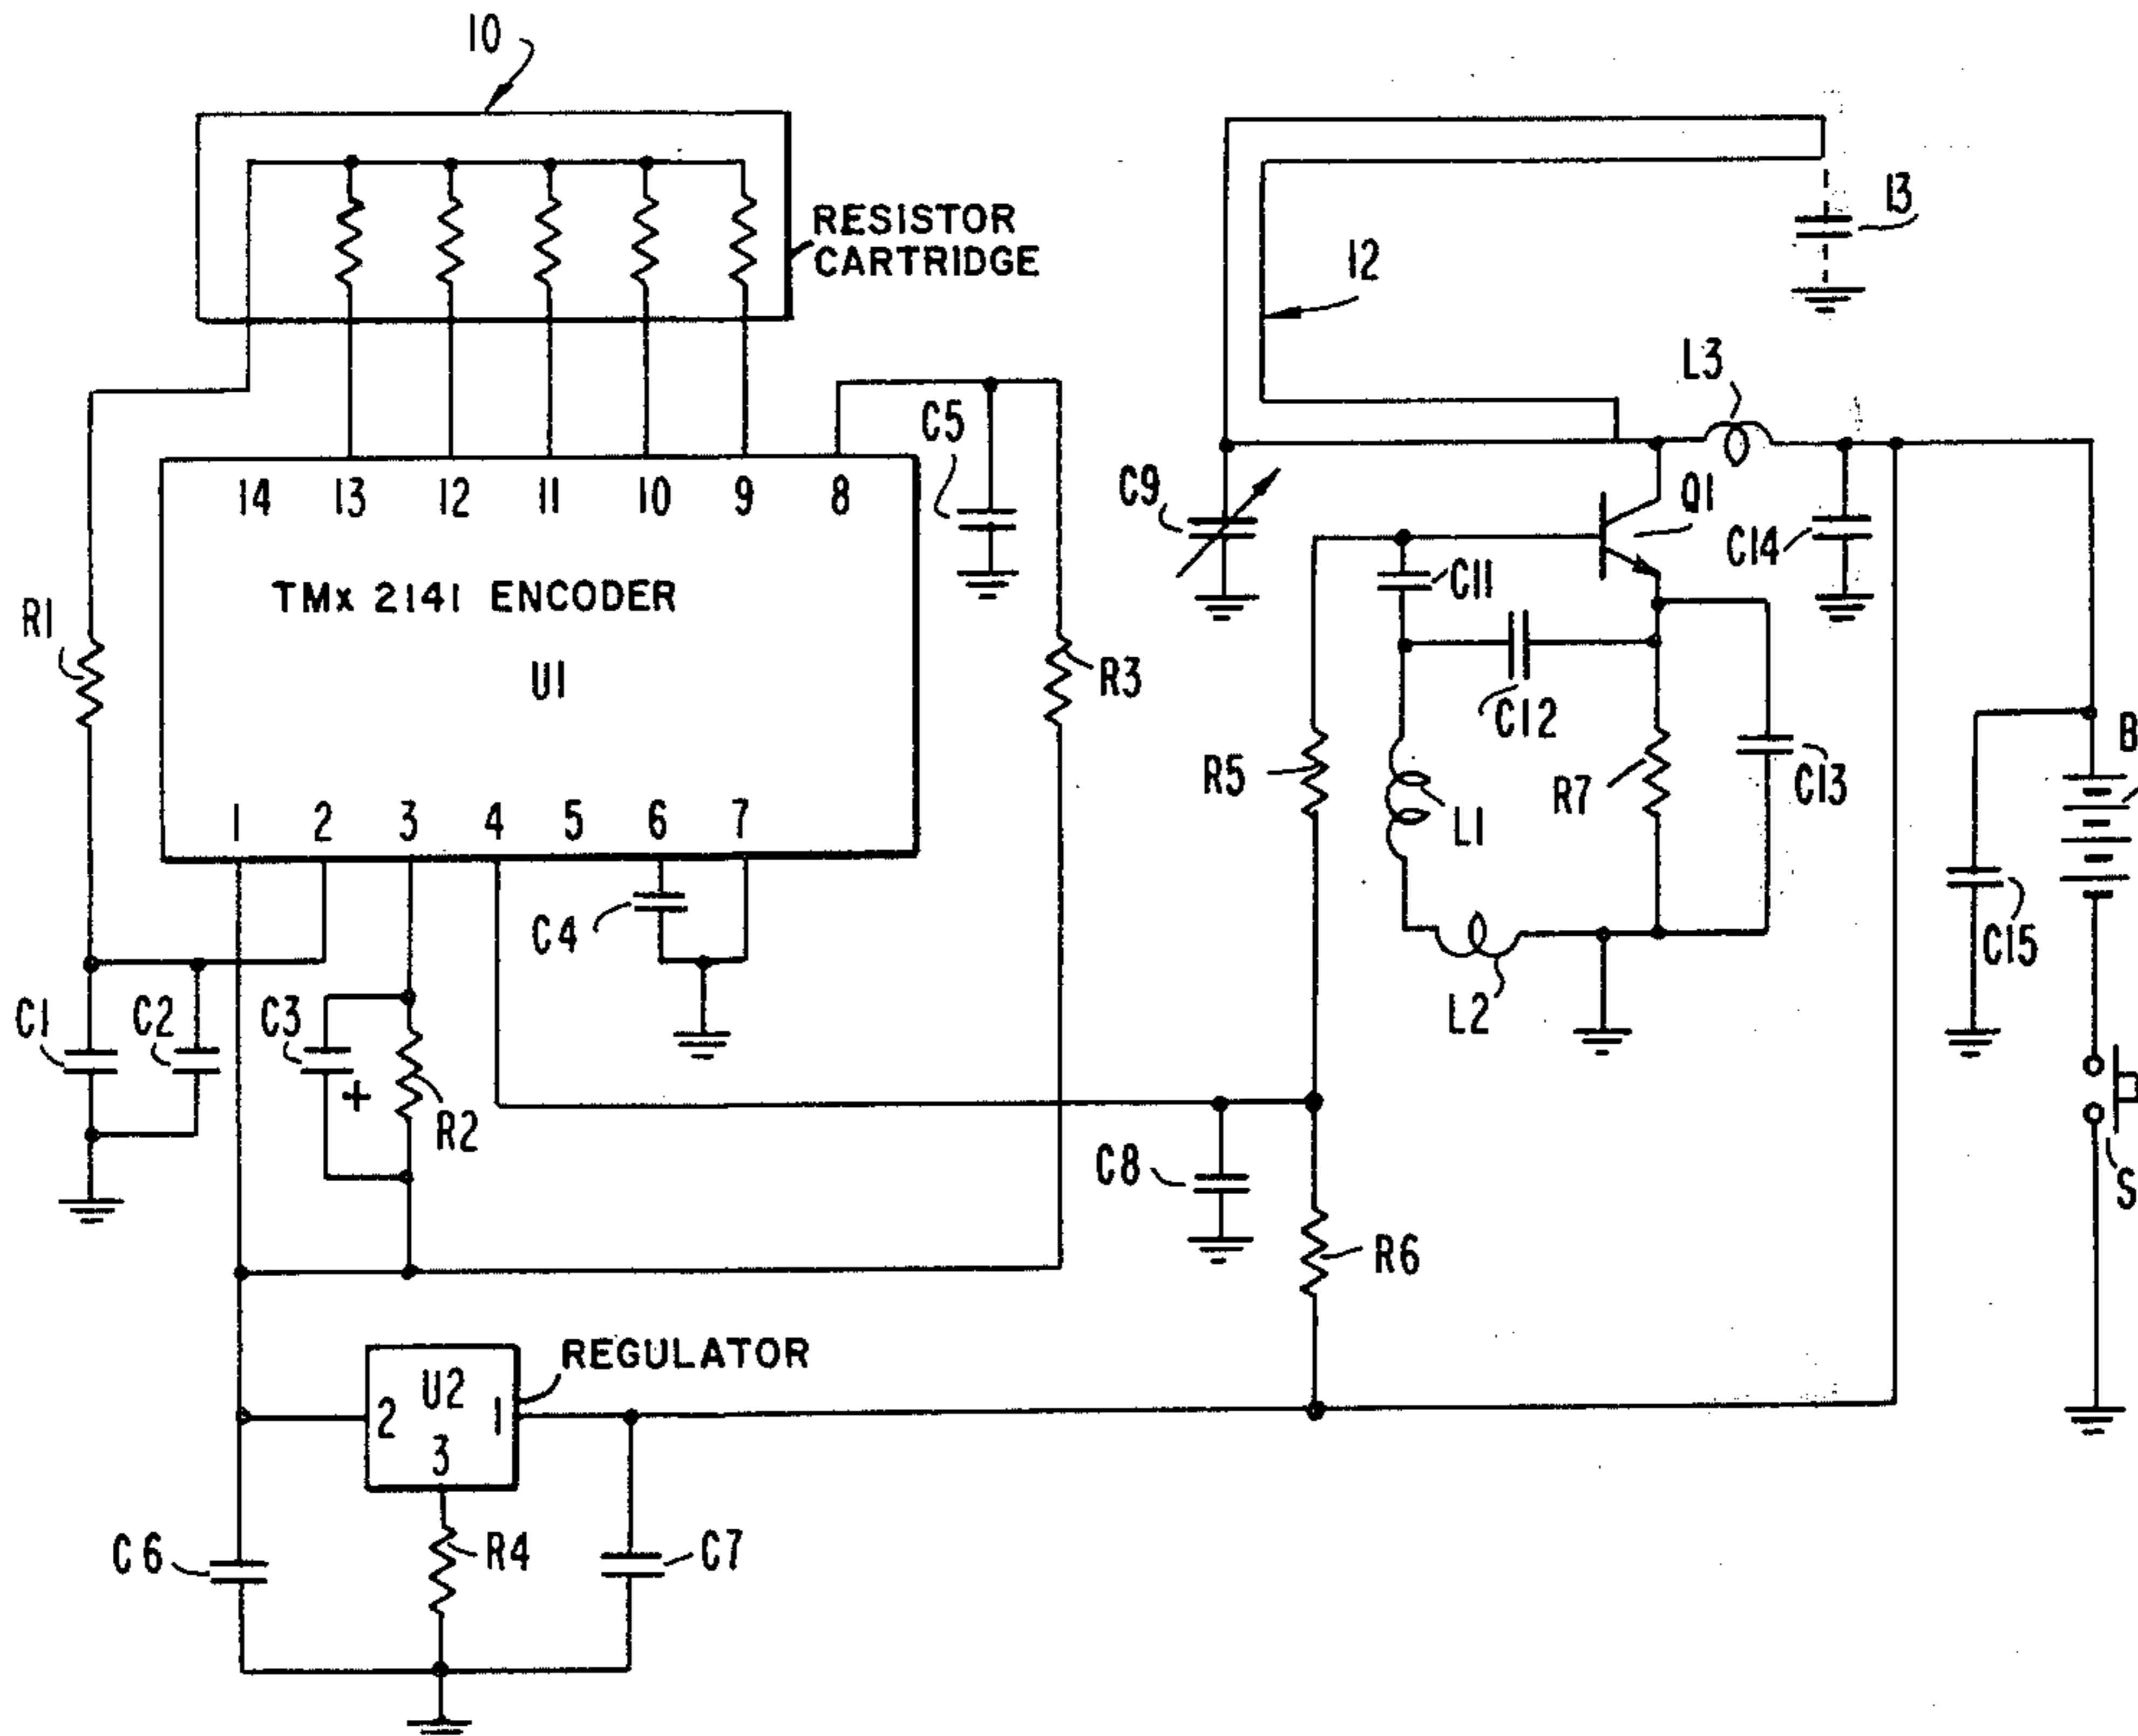 10
RESISTOR
CARTRIDGE
13
12
L3
C5
14 13 12 11 10 9 8
C9
Q1
C14
C11
R1
TMx 2141 ENCODER
U1
R3
C12
R5
L1
R7
C13
B
1 2 3 4 5 6 7
C4
C15
L2
C1
C2
C3
+
R2
C8
S
R6
REGULATOR
U2
2
1
3
C6
R4
C7